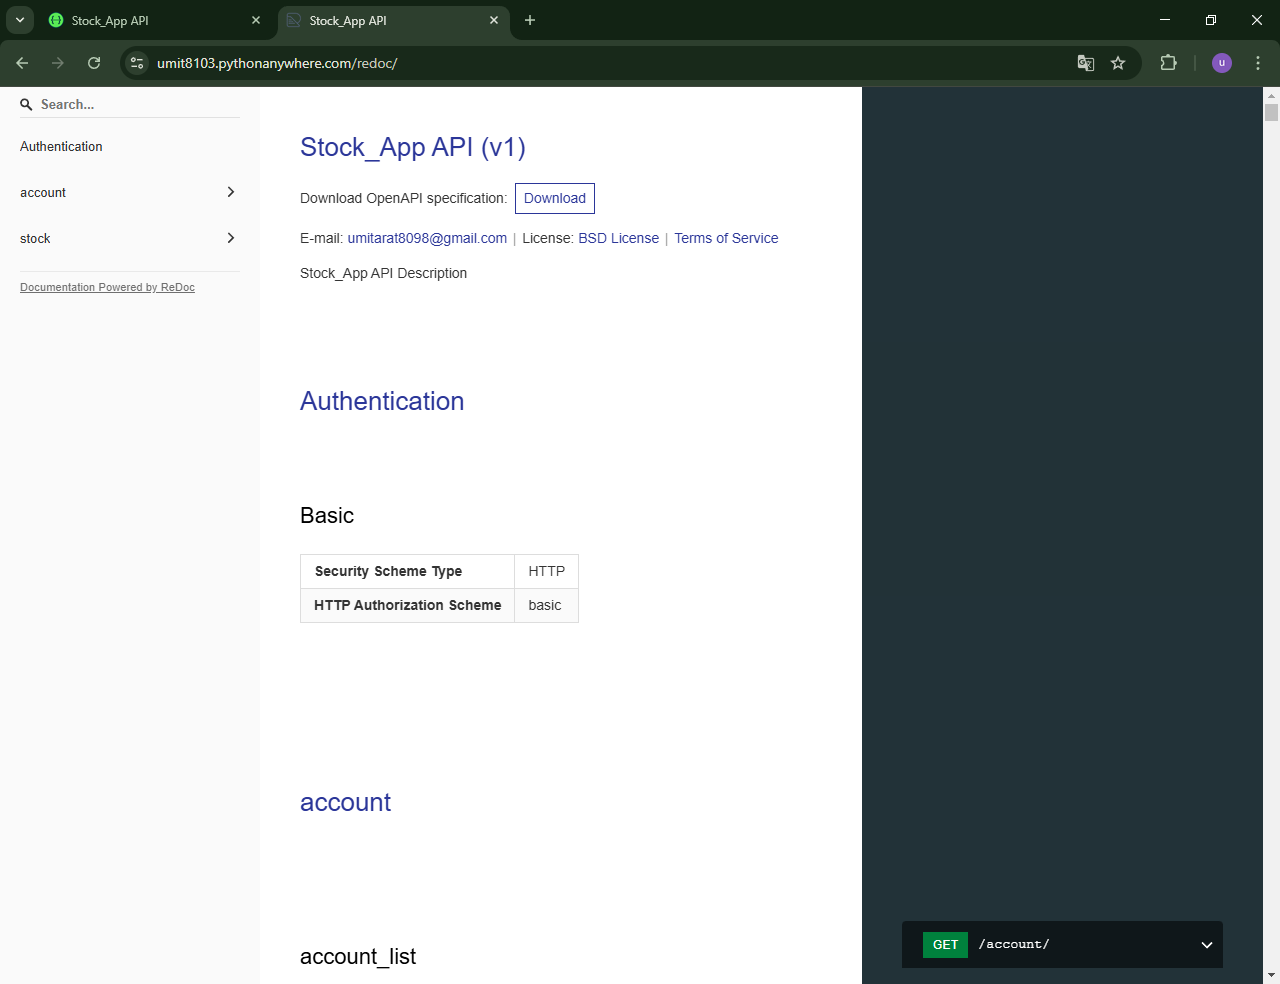 Stock_App API
Stock_App API
umit8103.pythonanywhere.com/redoc/
u
Search...
Authentication
account
stock
Documentation Powered by ReDoc
Stock_App API (v1)
Download OpenAPI specification: Download
E-mail: umitarat8098@gmail.com | License: BSD License | Terms of Service
Stock_App API Description
Authentication
Basic
Security Scheme Type HTTP
HTTP Authorization Scheme basic
account
account_list
GET /account/